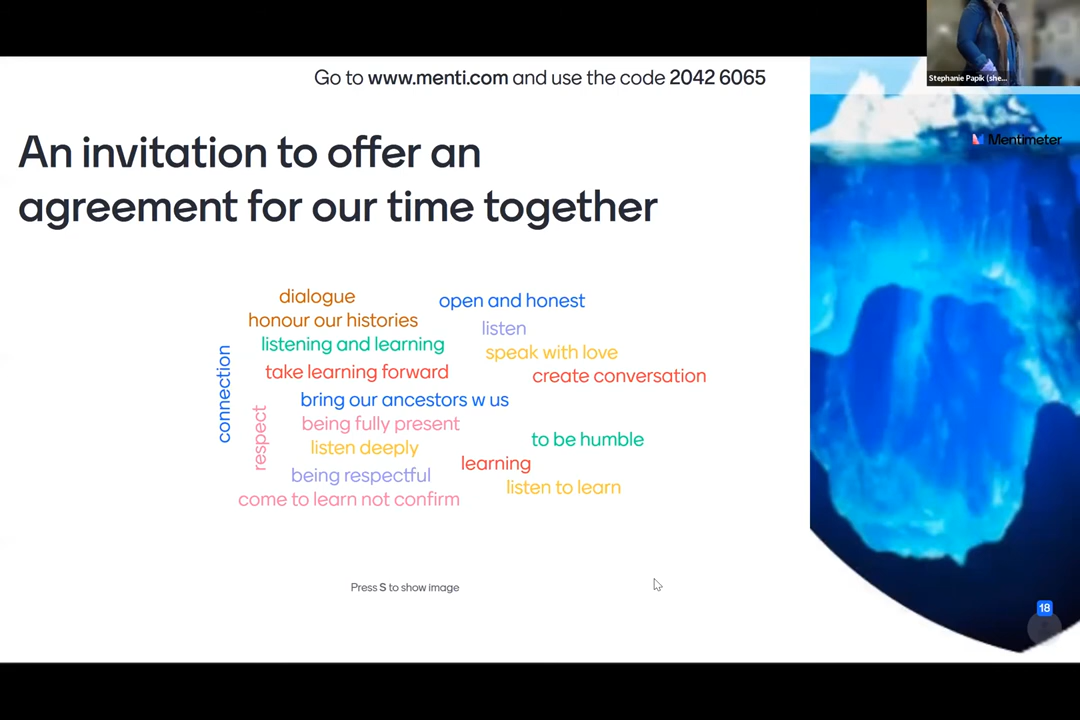 Go to www.menti.com and use the code 2042 6065
Stephanie Papik (she...
Mentimeter
An invitation to offer an
agreement for our time together
dialogue
open and honest
honour our histories
listen
listening and learning
speak with love
take learning forward
create conversation
connection
bring our ancestors w us
respect
being fully present
to be humble
listen deeply
learning
being respectful
listen to learn
come to learn not confirm
Press S to show image
18